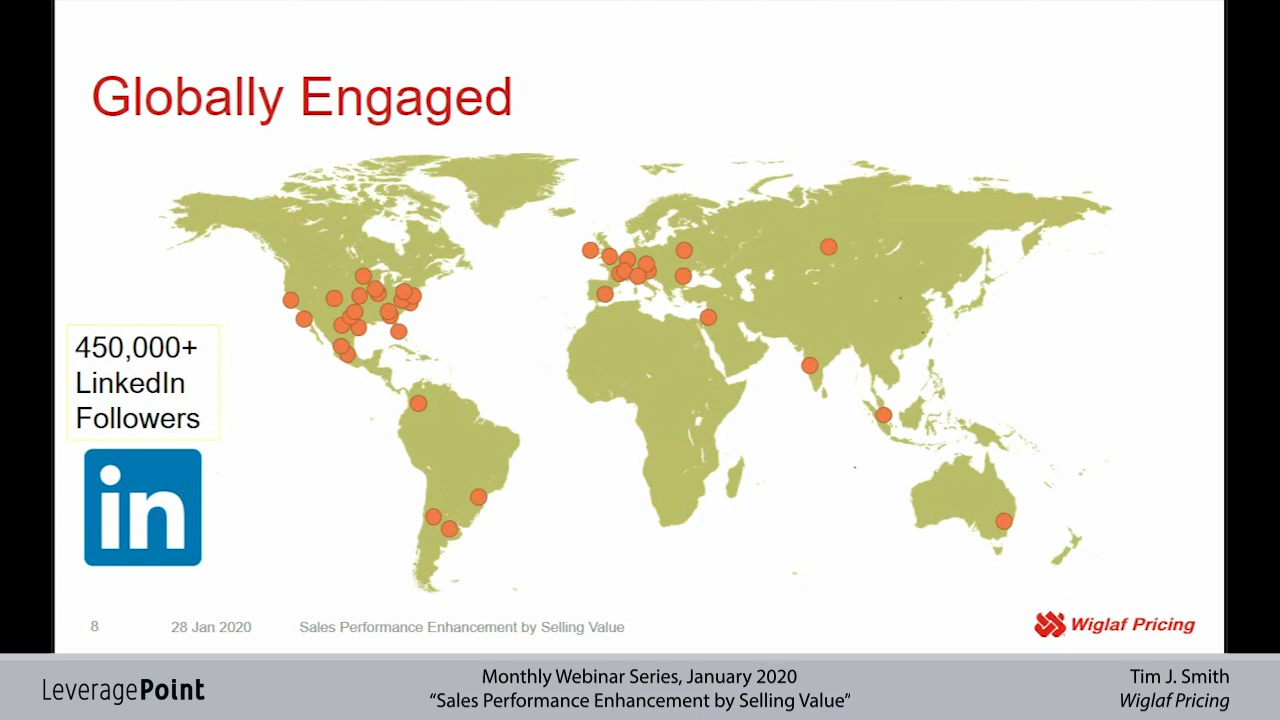 Globally Engaged
450,000+
LinkedIn
Followers
in
8
28 Jan 2020
Sales Performance Enhancement by Selling Value
Wiglaf Pricing
LeveragePoint
Monthly Webinar Series, January 2020
“Sales Performance Enhancement by Selling Value”
Tim J. Smith
Wiglaf Pricing